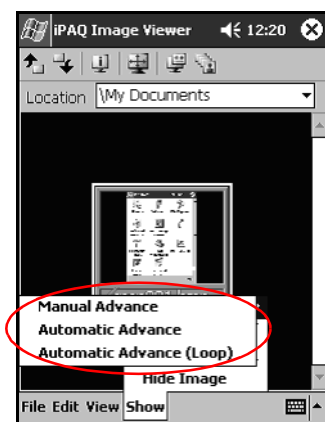 iPAQ Image Viewer 12:20
Location \My Documents
Manual Advance
Automatic Advance
Automatic Advance (Loop)
Hide Image
File Edit View Show